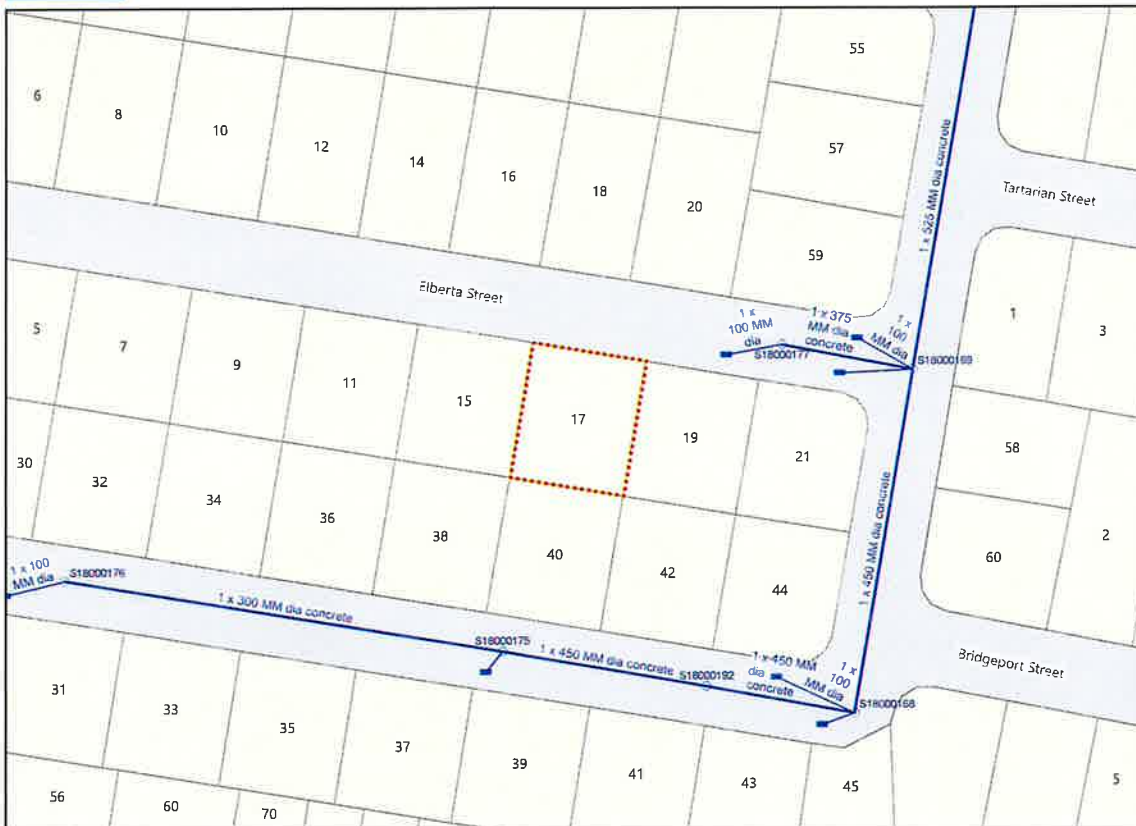 55
6
8
10
12
14
16
18
20
57
59
Tartarian Street
1 x 525 MM dia concrete
Elberta Street
1 x
100 MM
dia
S18000177
1 x 375
MM dia
concrete
1 x
100
MM dia
S18000169
1
3
5
7
9
11
15
17
19
21
58
60
2
30
32
34
36
38
40
42
44
1 x 450 MM dia concrete
1 x 100
MM dia
S18000176
1 x 300 MM dia concrete
S18000175
1 x 450 MM dia concrete
S18000192
1 x 450 MM
dia
concrete
1 x
100
MM dia
S18000168
Bridgeport Street
31
33
35
37
39
41
43
45
5
56
60
70